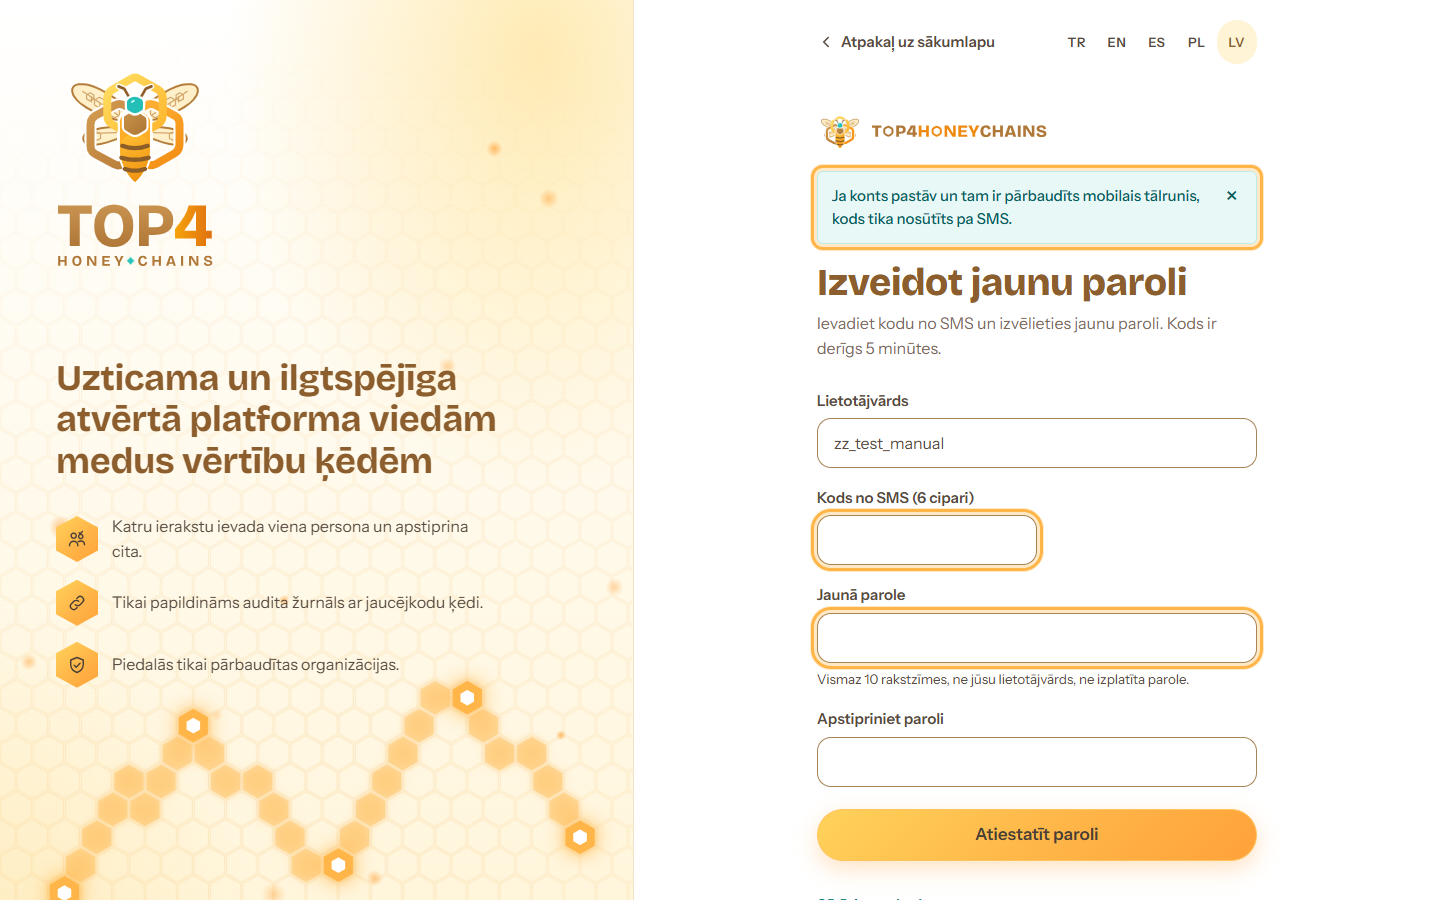 TOP4
HONEY CHAINS
Uzticama un ilgtspējīga
atvērtā platforma viedām
medus vērtību ķēdēm
Katru ierakstu ievada viena persona un apstiprina
cita.
Tikai papildināms audita žurnāls ar jaucējkodu ķēdi.
Piedalās tikai pārbaudītas organizācijas.
Atpakaļ uz sākumlapu
TR EN ES PL LV
TOP4HONEYCHAINS
Ja konts pastāv un tam ir pārbaudīts mobilais tālrunis,
kods tika nosūtīts pa SMS.
Izveidot jaunu paroli
Ievadiet kodu no SMS un izvēlieties jaunu paroli. Kods ir
derīgs 5 minūtes.
Lietotājvārds
zz_test_manual
Kods no SMS (6 cipari)
Jaunā parole
Vismaz 10 rakstzīmes, ne jūsu lietotājvārds, ne izplatīta parole.
Apstipriniet paroli
Atiestatīt paroli